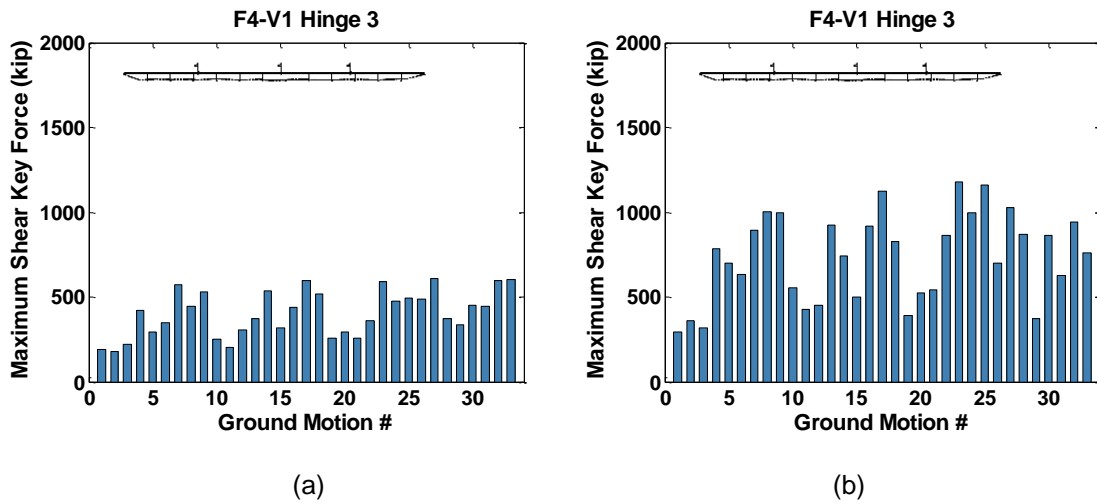 F4-V1 Hinge 3
Maximum Shear Key Force (kip)
2000
1500
1000
500
0
0 5 10 15 20 25 30
Ground Motion #
(a)
F4-V1 Hinge 3
Maximum Shear Key Force (kip)
2000
1500
1000
500
0
0 5 10 15 20 25 30
Ground Motion #
(b)